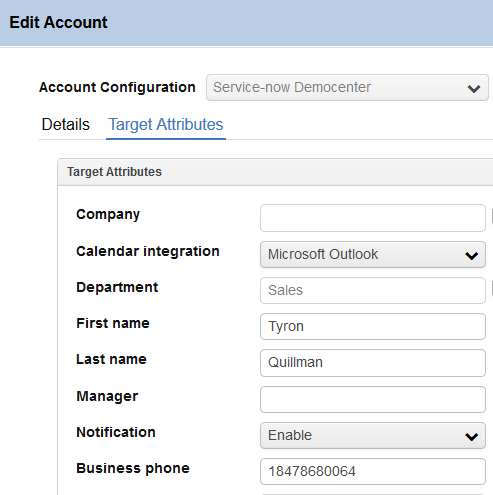 Edit Account
Account Configuration Service-now Democenter
Details Target Attributes
Target Attributes
Company
Calendar integration Microsoft Outlook
Department Sales
First name Tyron
Last name Quillman
Manager
Notification Enable
Business phone 18478680064